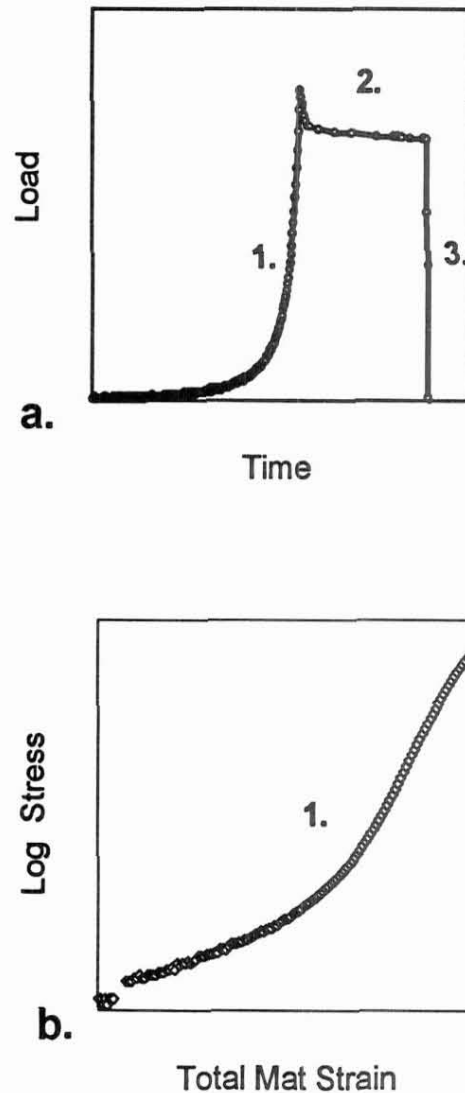 2.
Load
1.
3.
a.
Time
Log Stress
1.
b.
Total Mat Strain